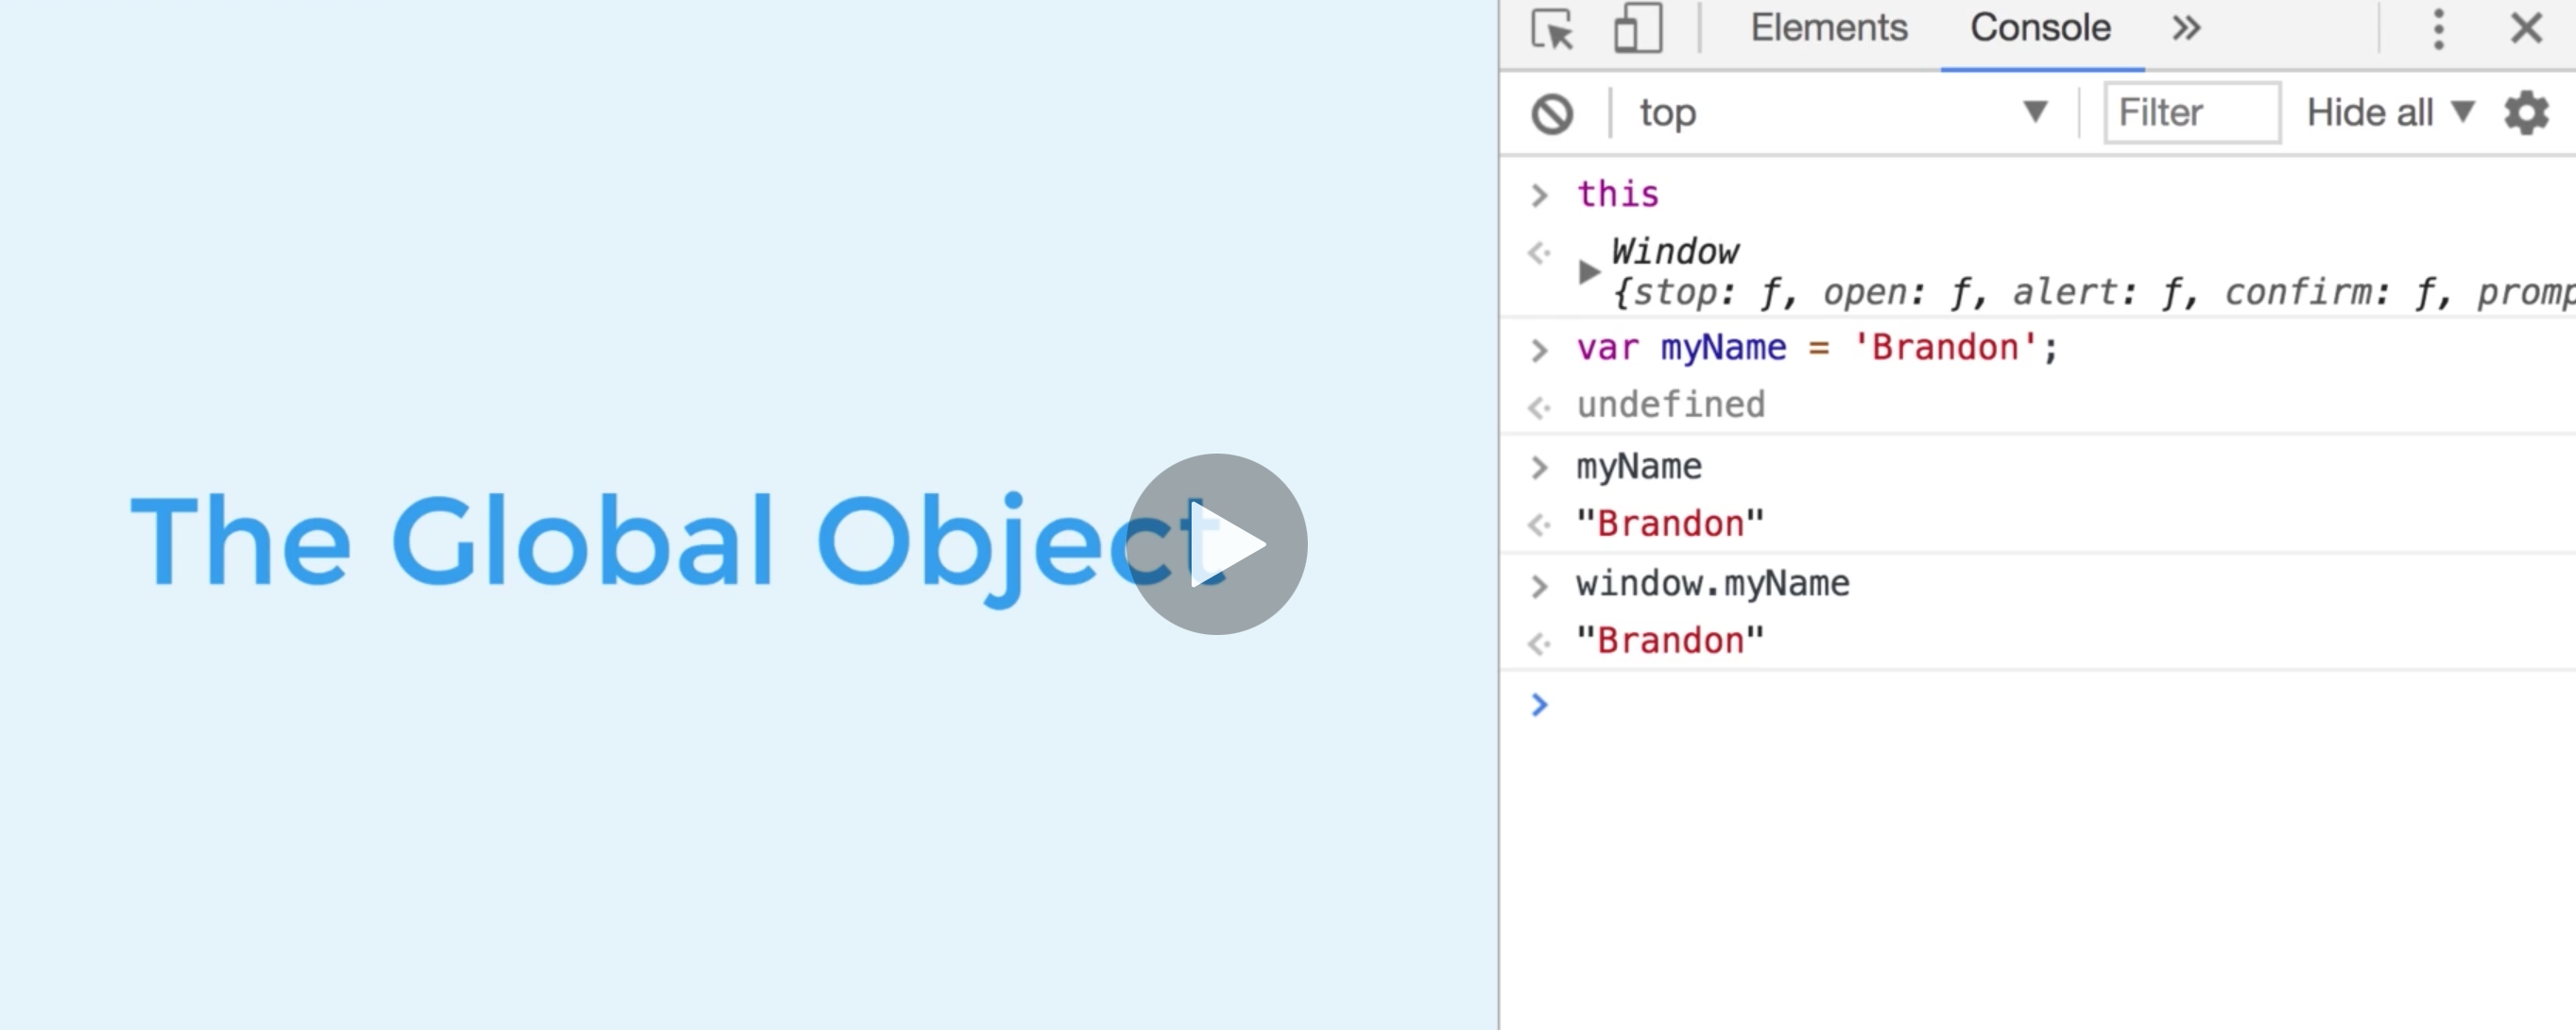 The Global Object
Elements Console
top Filter Hide all
this
Window
{stop: ƒ, open: ƒ, alert: ƒ, confirm: ƒ, promp
var myName = 'Brandon';
undefined
myName
"Brandon"
window.myName
"Brandon"